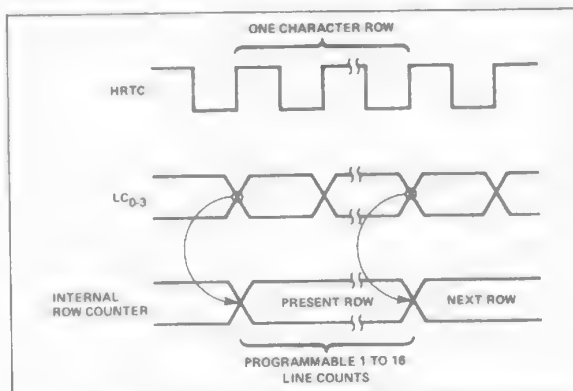 ONE CHARACTER ROW
HRTC
LC0-3
INTERNAL
ROW COUNTER
PRESENT ROW
NEXT ROW
PROGRAMMABLE 1 TO 16
LINE COUNTS